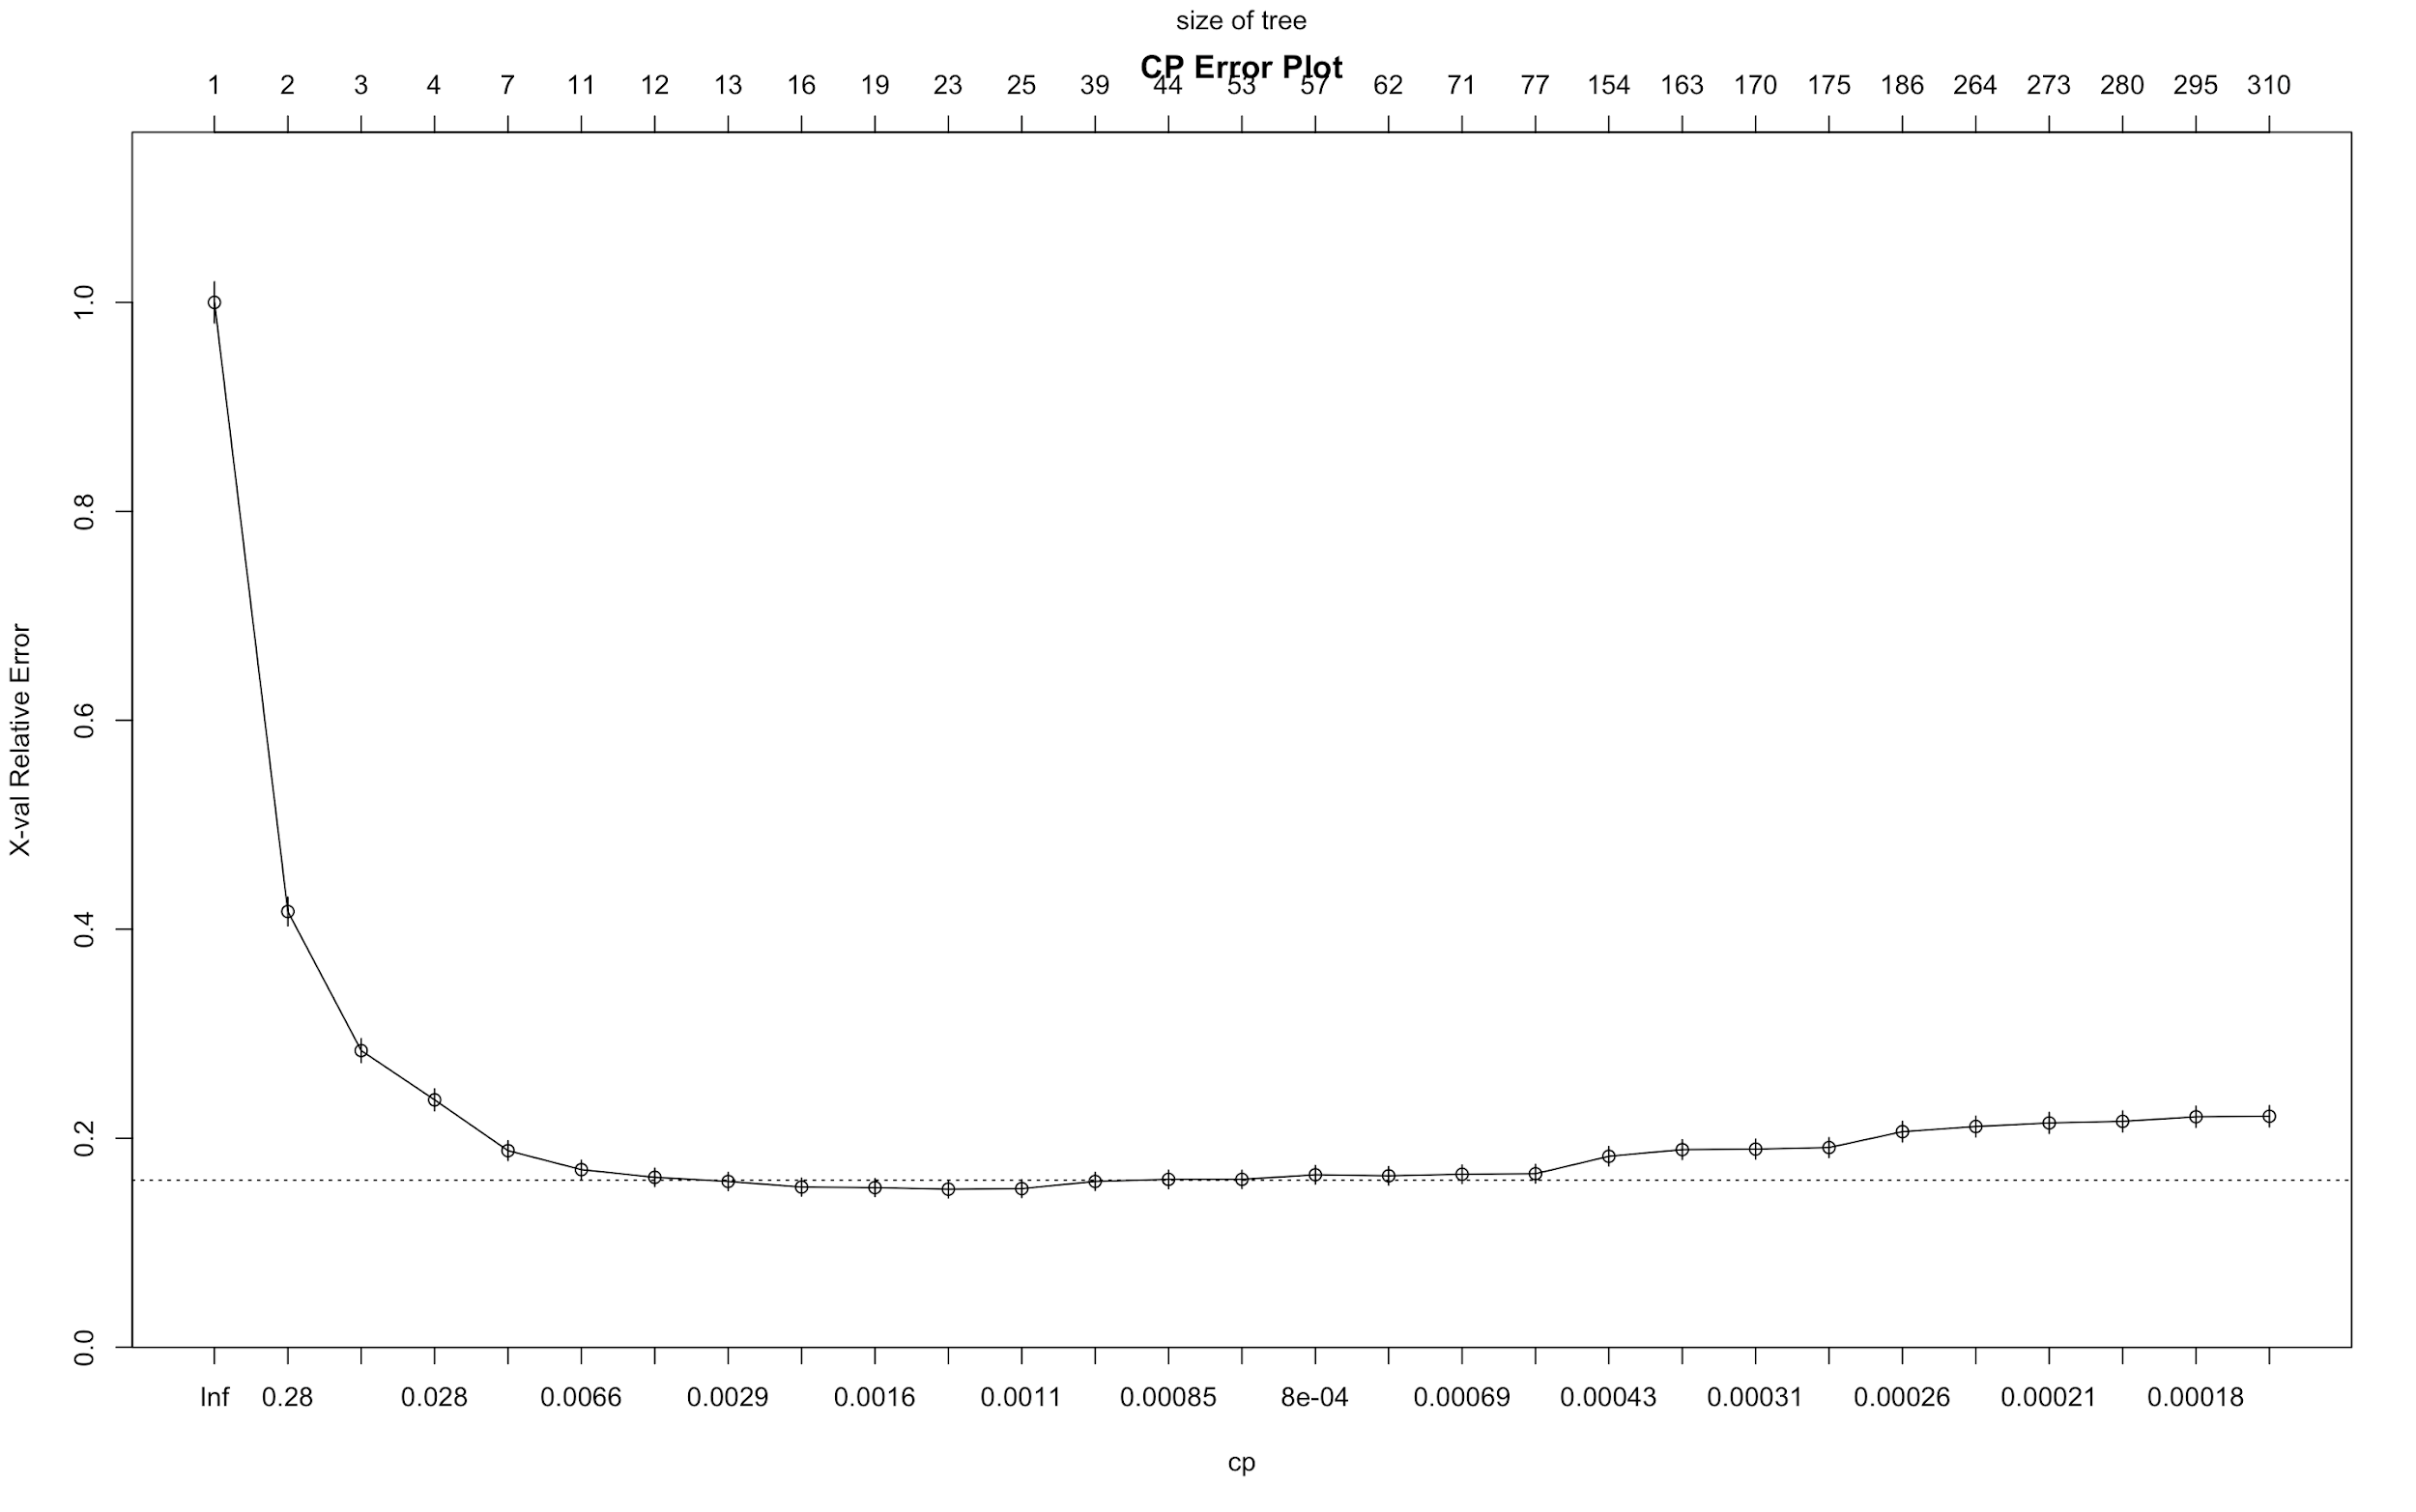 size of tree
CP Error Plot
1 2 3 4 7 11 12 13 16 19 23 25 39 44 53 57 62 71 77 154 163 170 175 186 264 273 280 295 310
X-val Relative Error
1.0
0.8
0.6
0.4
0.2
0.0
Inf 0.28 0.028 0.0066 0.0029 0.0016 0.0011 0.00085 8e-04 0.00069 0.00043 0.00031 0.00026 0.00021 0.00018
cp